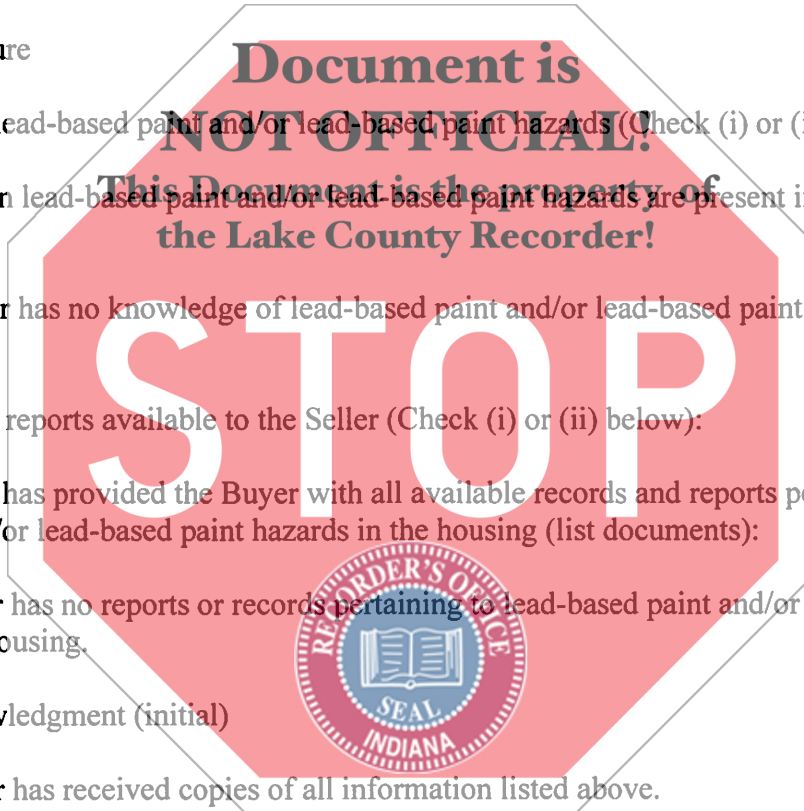 ure
Document is
NOT OFFICIAL!
lead-based paint and/or lead-based paint hazards (Check (i) or (i
n lead-based paint and/or lead-based paint hazards are present i
This Document is the property of
the Lake County Recorder!
r has no knowledge of lead-based paint and/or lead-based paint
STOP
reports available to the Seller (Check (i) or (ii) below):
has provided the Buyer with all available records and reports pe
/or lead-based paint hazards in the housing (list documents):
r has no reports or records pertaining to lead-based paint and/or
ousing.
RECORDER'S OFFICE
SEAL
INDIANA
wledgment (initial)
r has received copies of all information listed above.